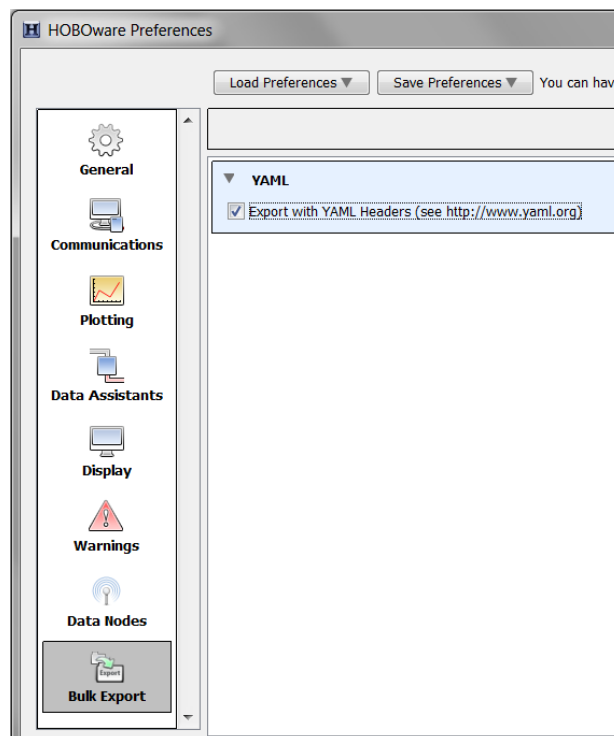 HOBOware Preferences
Load Preferences Save Preferences You can hav
General
Communications
Plotting
Data Assistants
Display
Warnings
Data Nodes
Export
Bulk Export
YAML
Export with YAML Headers (see http://www.yaml.org)